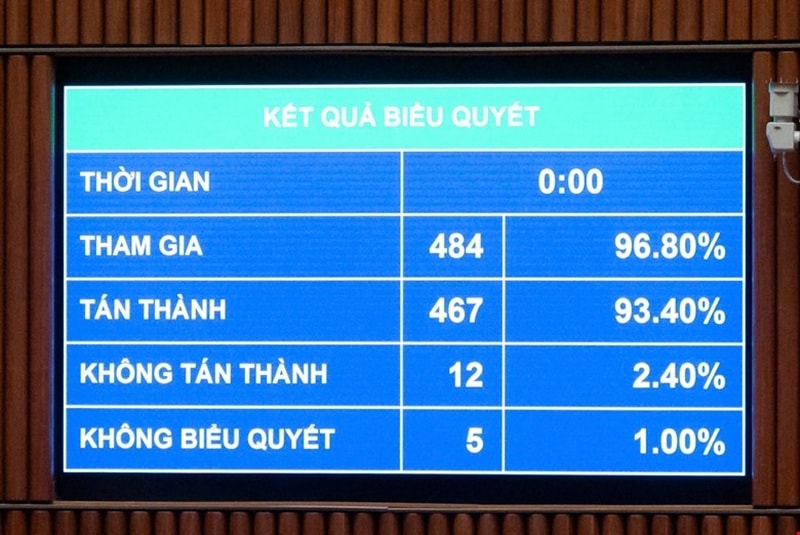 KẾT QUẢ BIỂU QUYẾT
THỜI GIAN 0:00
THAM GIA 484 96.80%
TÁN THÀNH 467 93.40%
KHÔNG TÁN THÀNH 12 2.40%
KHÔNG BIỂU QUYẾT 5 1.00%